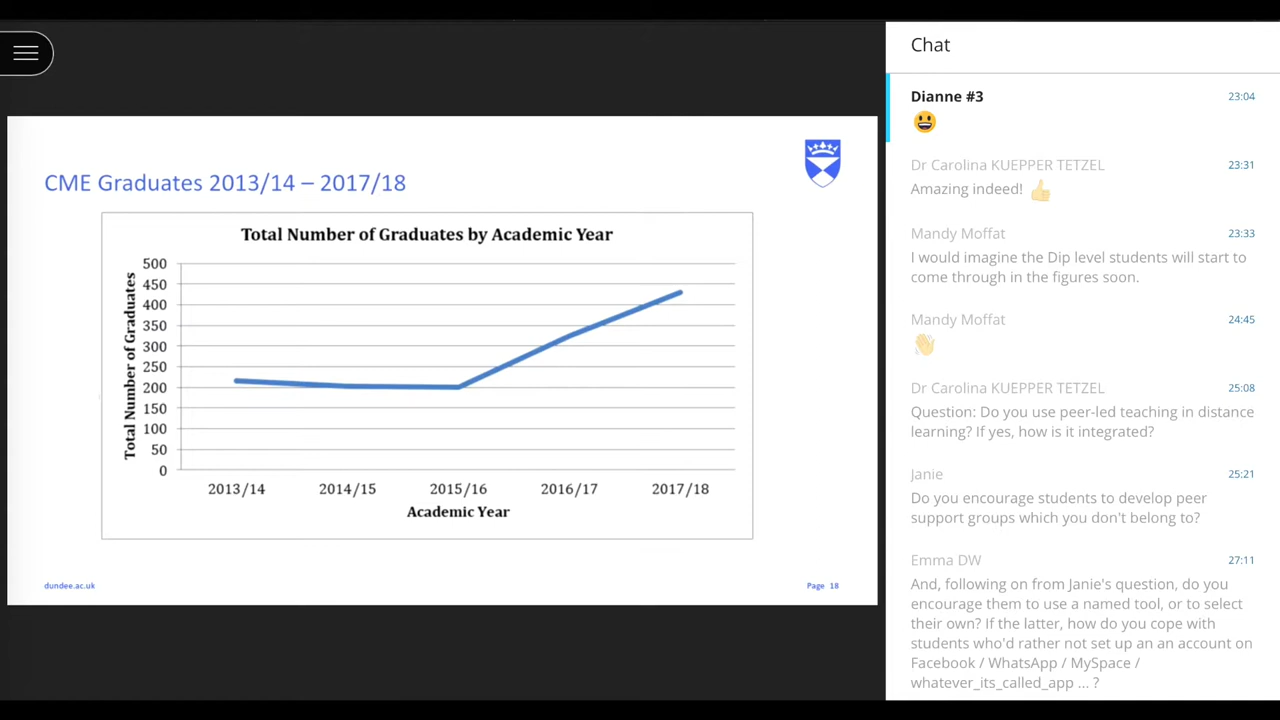 CME Graduates 2013/14 – 2017/18
Total Number of Graduates by Academic Year
Total Number of Graduates
500
450
400
350
300
250
200
150
100
50
0
2013/14 2014/15 2015/16 2016/17 2017/18
Academic Year
dundee.ac.uk
Page 18
Chat
Dianne #3 23:04
Dr Carolina KUEPPER TETZEL 23:31
Amazing indeed!
Mandy Moffat 23:33
I would imagine the Dip level students will start to
come through in the figures soon.
Mandy Moffat 24:45
Dr Carolina KUEPPER TETZEL 25:08
Question: Do you use peer-led teaching in distance
learning? If yes, how is it integrated?
Janie 25:21
Do you encourage students to develop peer
support groups which you don't belong to?
Emma DW 27:11
And, following on from Janie's question, do you
encourage them to use a named tool, or to select
their own? If the latter, how do you cope with
students who'd rather not set up an an account on
Facebook / WhatsApp / MySpace /
whatever_its_called_app ... ?